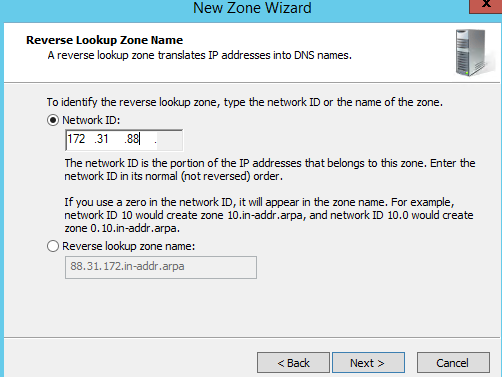 New Zone Wizard
x
Reverse Lookup Zone Name
A reverse lookup zone translates IP addresses into DNS names.
To identify the reverse lookup zone, type the network ID or the name of the zone.
Network ID:
172 .31 .88 .
The network ID is the portion of the IP addresses that belongs to this zone. Enter the
network ID in its normal (not reversed) order.
If you use a zero in the network ID, it will appear in the zone name. For example,
network ID 10 would create zone 10.in-addr.arpa, and network ID 10.0 would create
zone 0.10.in-addr.arpa.
Reverse lookup zone name:
88.31.172.in-addr.arpa
< Back Next > Cancel